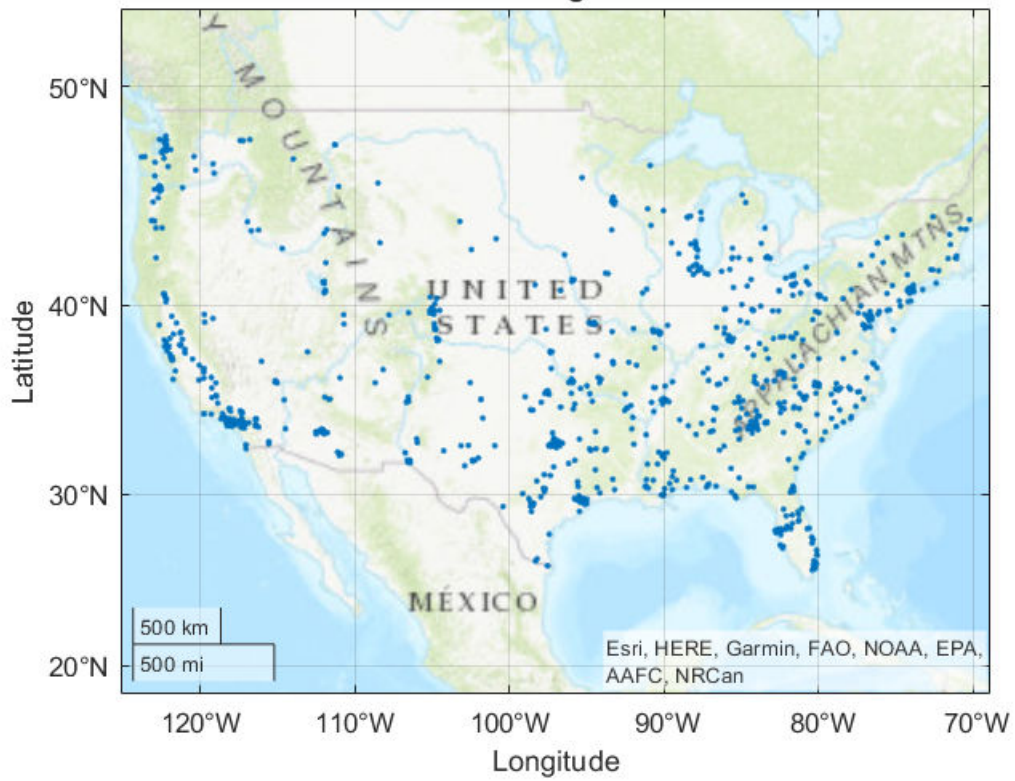 Y MOUNTAINS
UNITED
STATES
APPALACHIAN MTNS
MÉXICO
500 km
500 mi
Esri, HERE, Garmin, FAO, NOAA, EPA,
AAFC, NRCan
50°N
40°N
30°N
20°N
Latitude
120°W 110°W 100°W 90°W 80°W 70°W
Longitude